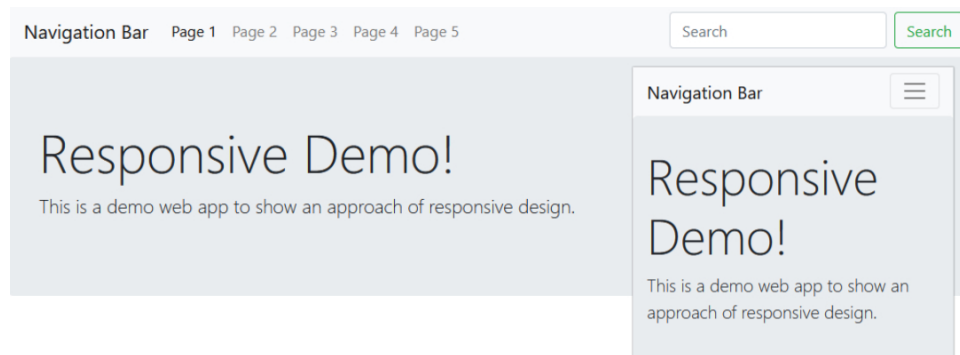 Navigation Bar Page 1 Page 2 Page 3 Page 4 Page 5 Search Search
Responsive Demo!
This is a demo web app to show an approach of responsive design.
Navigation Bar
Responsive
Demo!
This is a demo web app to show an
approach of responsive design.